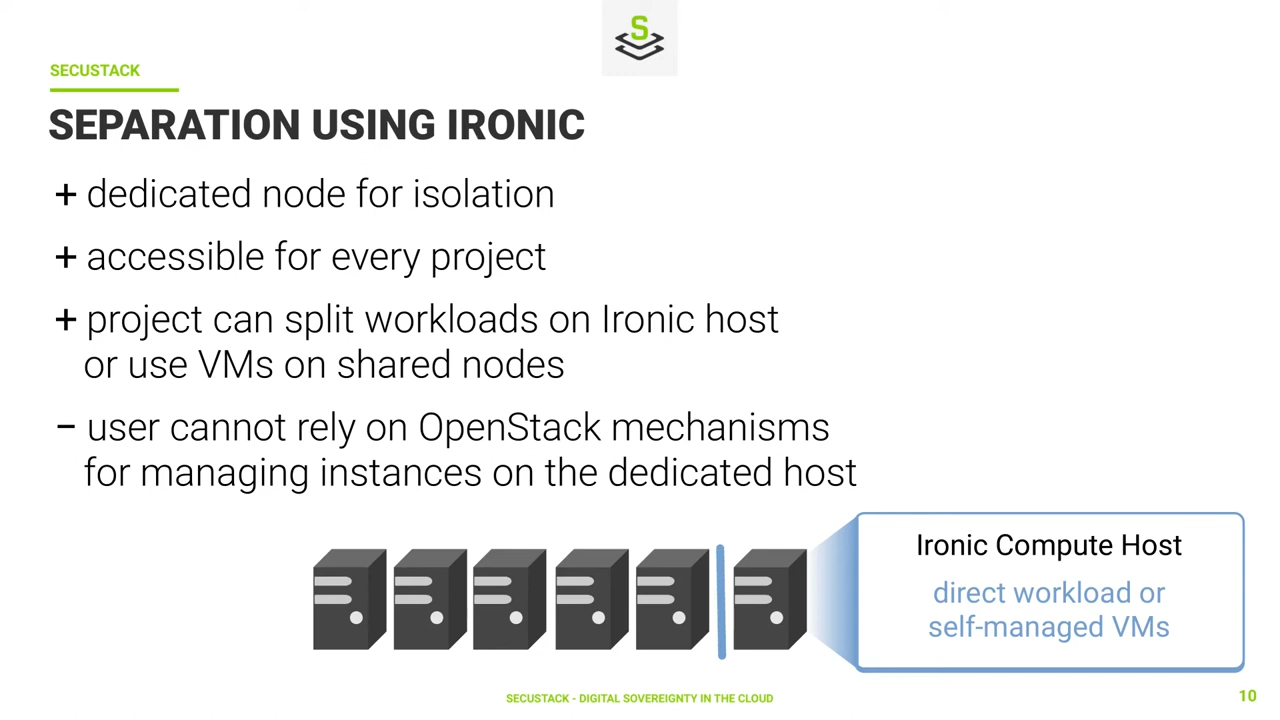 S
SECUSTACK
SEPARATION USING IRONIC
+ dedicated node for isolation
+ accessible for every project
+ project can split workloads on Ironic host
or use VMs on shared nodes
− user cannot rely on OpenStack mechanisms
for managing instances on the dedicated host
Ironic Compute Host
direct workload or
self-managed VMs
SECUSTACK - DIGITAL SOVEREIGNTY IN THE CLOUD
10